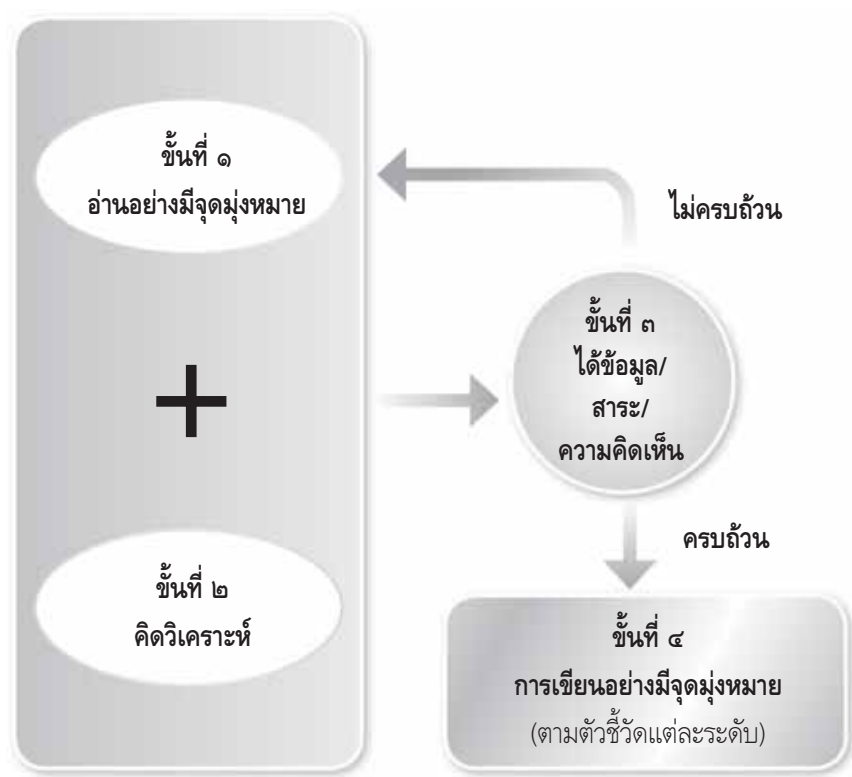 ขั้นที่ ๑
อ่านอย่างมีจุดมุ่งหมาย
+
ขั้นที่ ๒
คิดวิเคราะห์
ไม่ครบถ้วน
ขั้นที่ ๓
ได้ข้อมูล/
สาระ/
ความคิดเห็น
ครบถ้วน
ขั้นที่ ๔
การเขียนอย่างมีจุดมุ่งหมาย
(ตามตัวชี้วัดแต่ละระดับ)